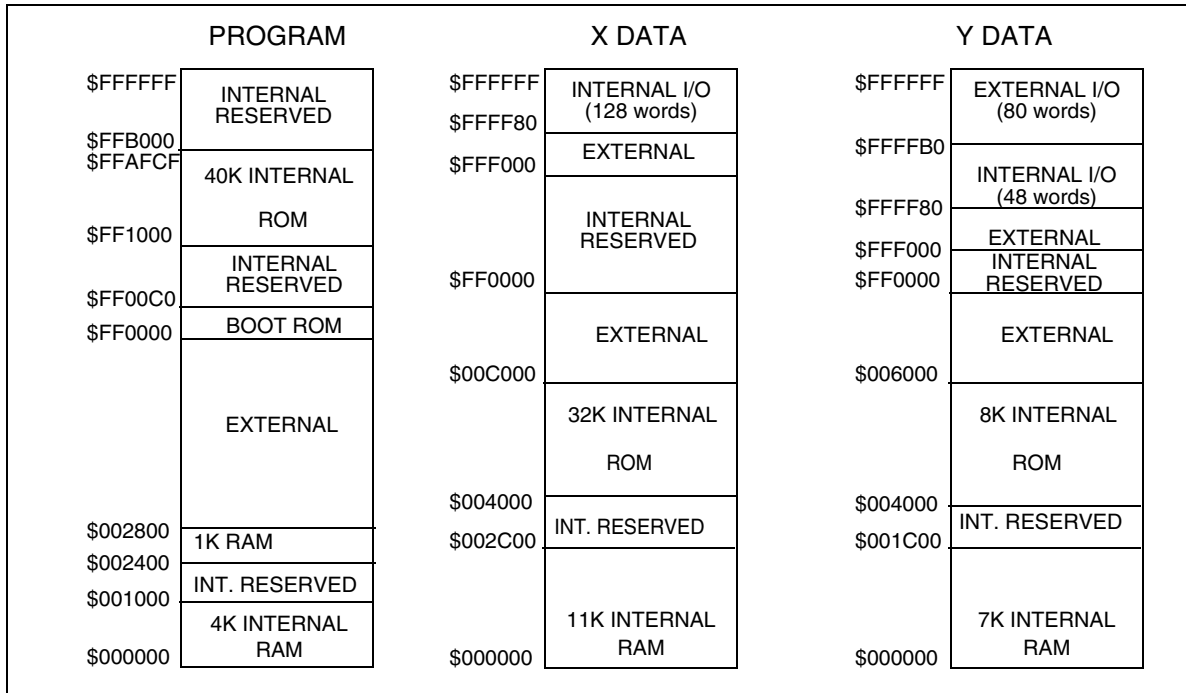 PROGRAM
$FFFFFF
INTERNAL
RESERVED
$FFB000
$FFAFCF
40K INTERNAL
ROM
$FF1000
INTERNAL
RESERVED
$FF00C0
BOOT ROM
$FF0000
EXTERNAL
$002800
1K RAM
$002400
INT. RESERVED
$001000
4K INTERNAL
RAM
$000000
X DATA
$FFFFFF
INTERNAL I/O
(128 words)
$FFFF80
EXTERNAL
$FFF000
INTERNAL
RESERVED
$FF0000
EXTERNAL
$00C000
32K INTERNAL
ROM
$004000
INT. RESERVED
$002C00
11K INTERNAL
RAM
$000000
Y DATA
$FFFFFF
EXTERNAL I/O
(80 words)
$FFFFB0
INTERNAL I/O
(48 words)
$FFFF80
EXTERNAL
$FFF000
INTERNAL
RESERVED
$FF0000
EXTERNAL
$006000
8K INTERNAL
ROM
$004000
INT. RESERVED
$001C00
7K INTERNAL
RAM
$000000